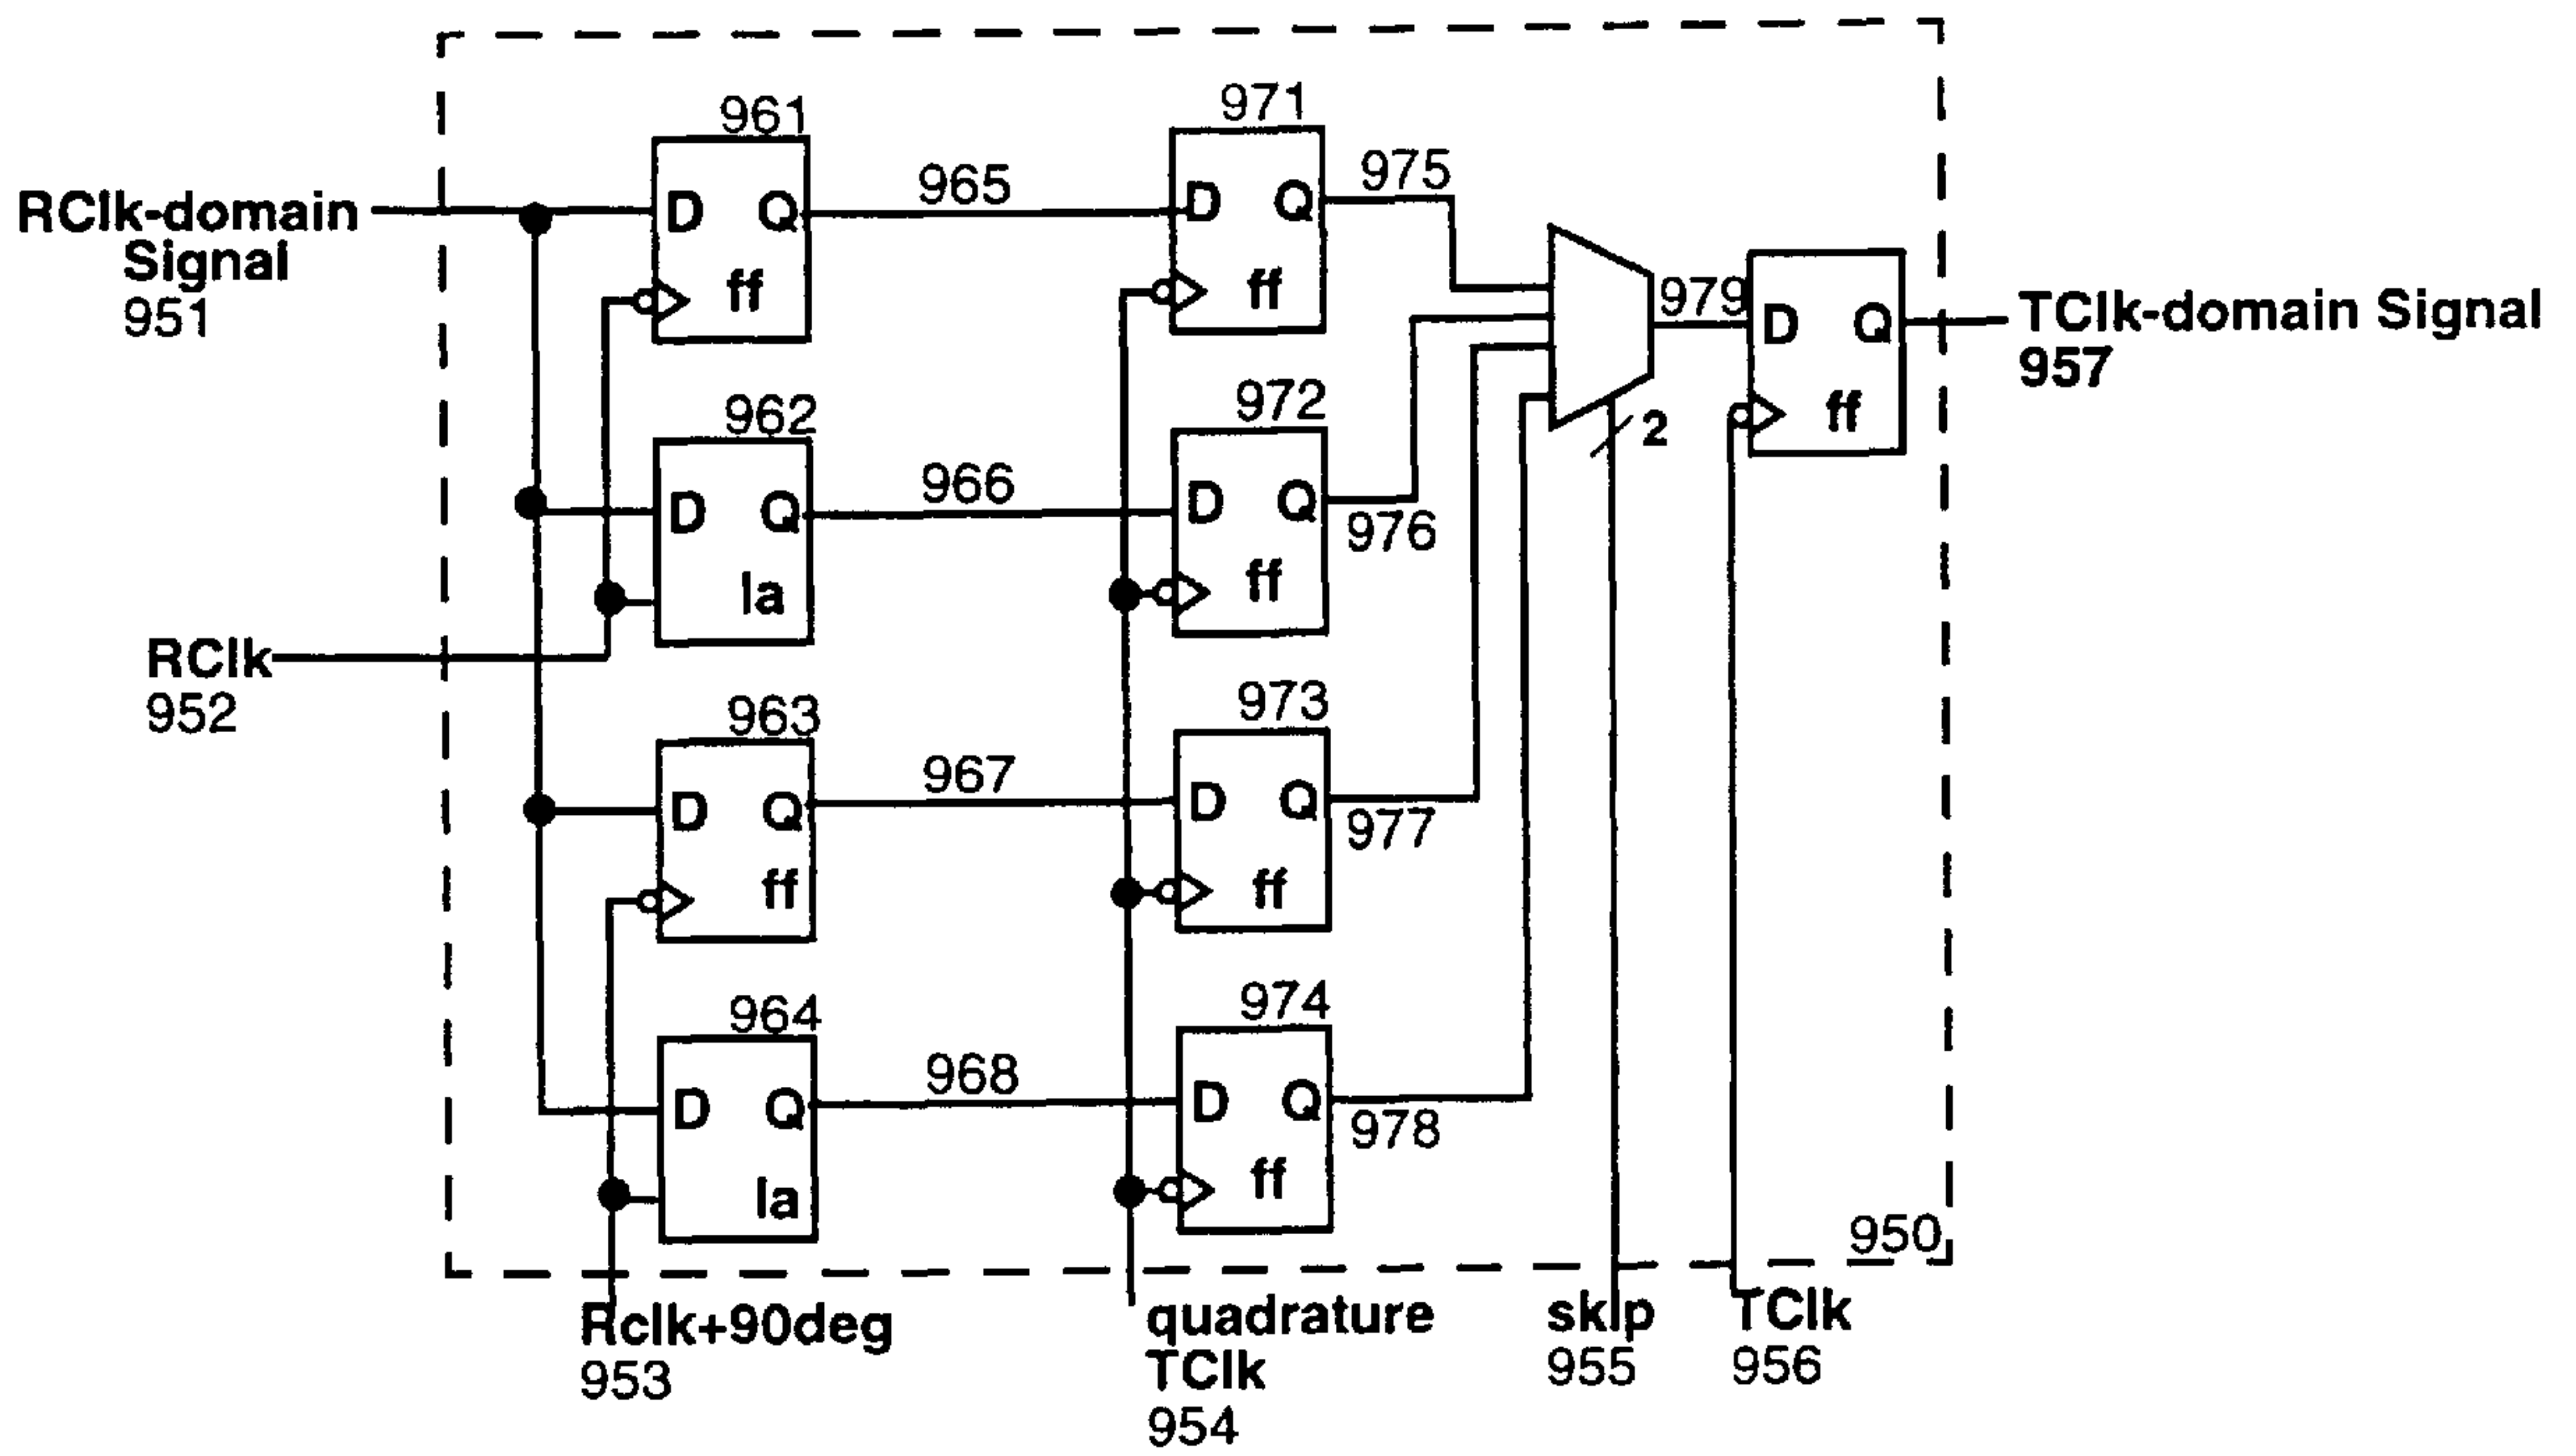 961
971
965
975
RClk-domain
Signal
951
D Q
ff
D Q
ff
979
D Q
ff
TClk-domain Signal
957
2
962
972
966
976
D Q
la
D Q
ff
RClk
952
963
973
967
977
D Q
ff
D Q
ff
964
974
968
978
D Q
la
D Q
ff
950
Rclk+90deg
953
quadrature
TClk
954
skip
955
TClk
956